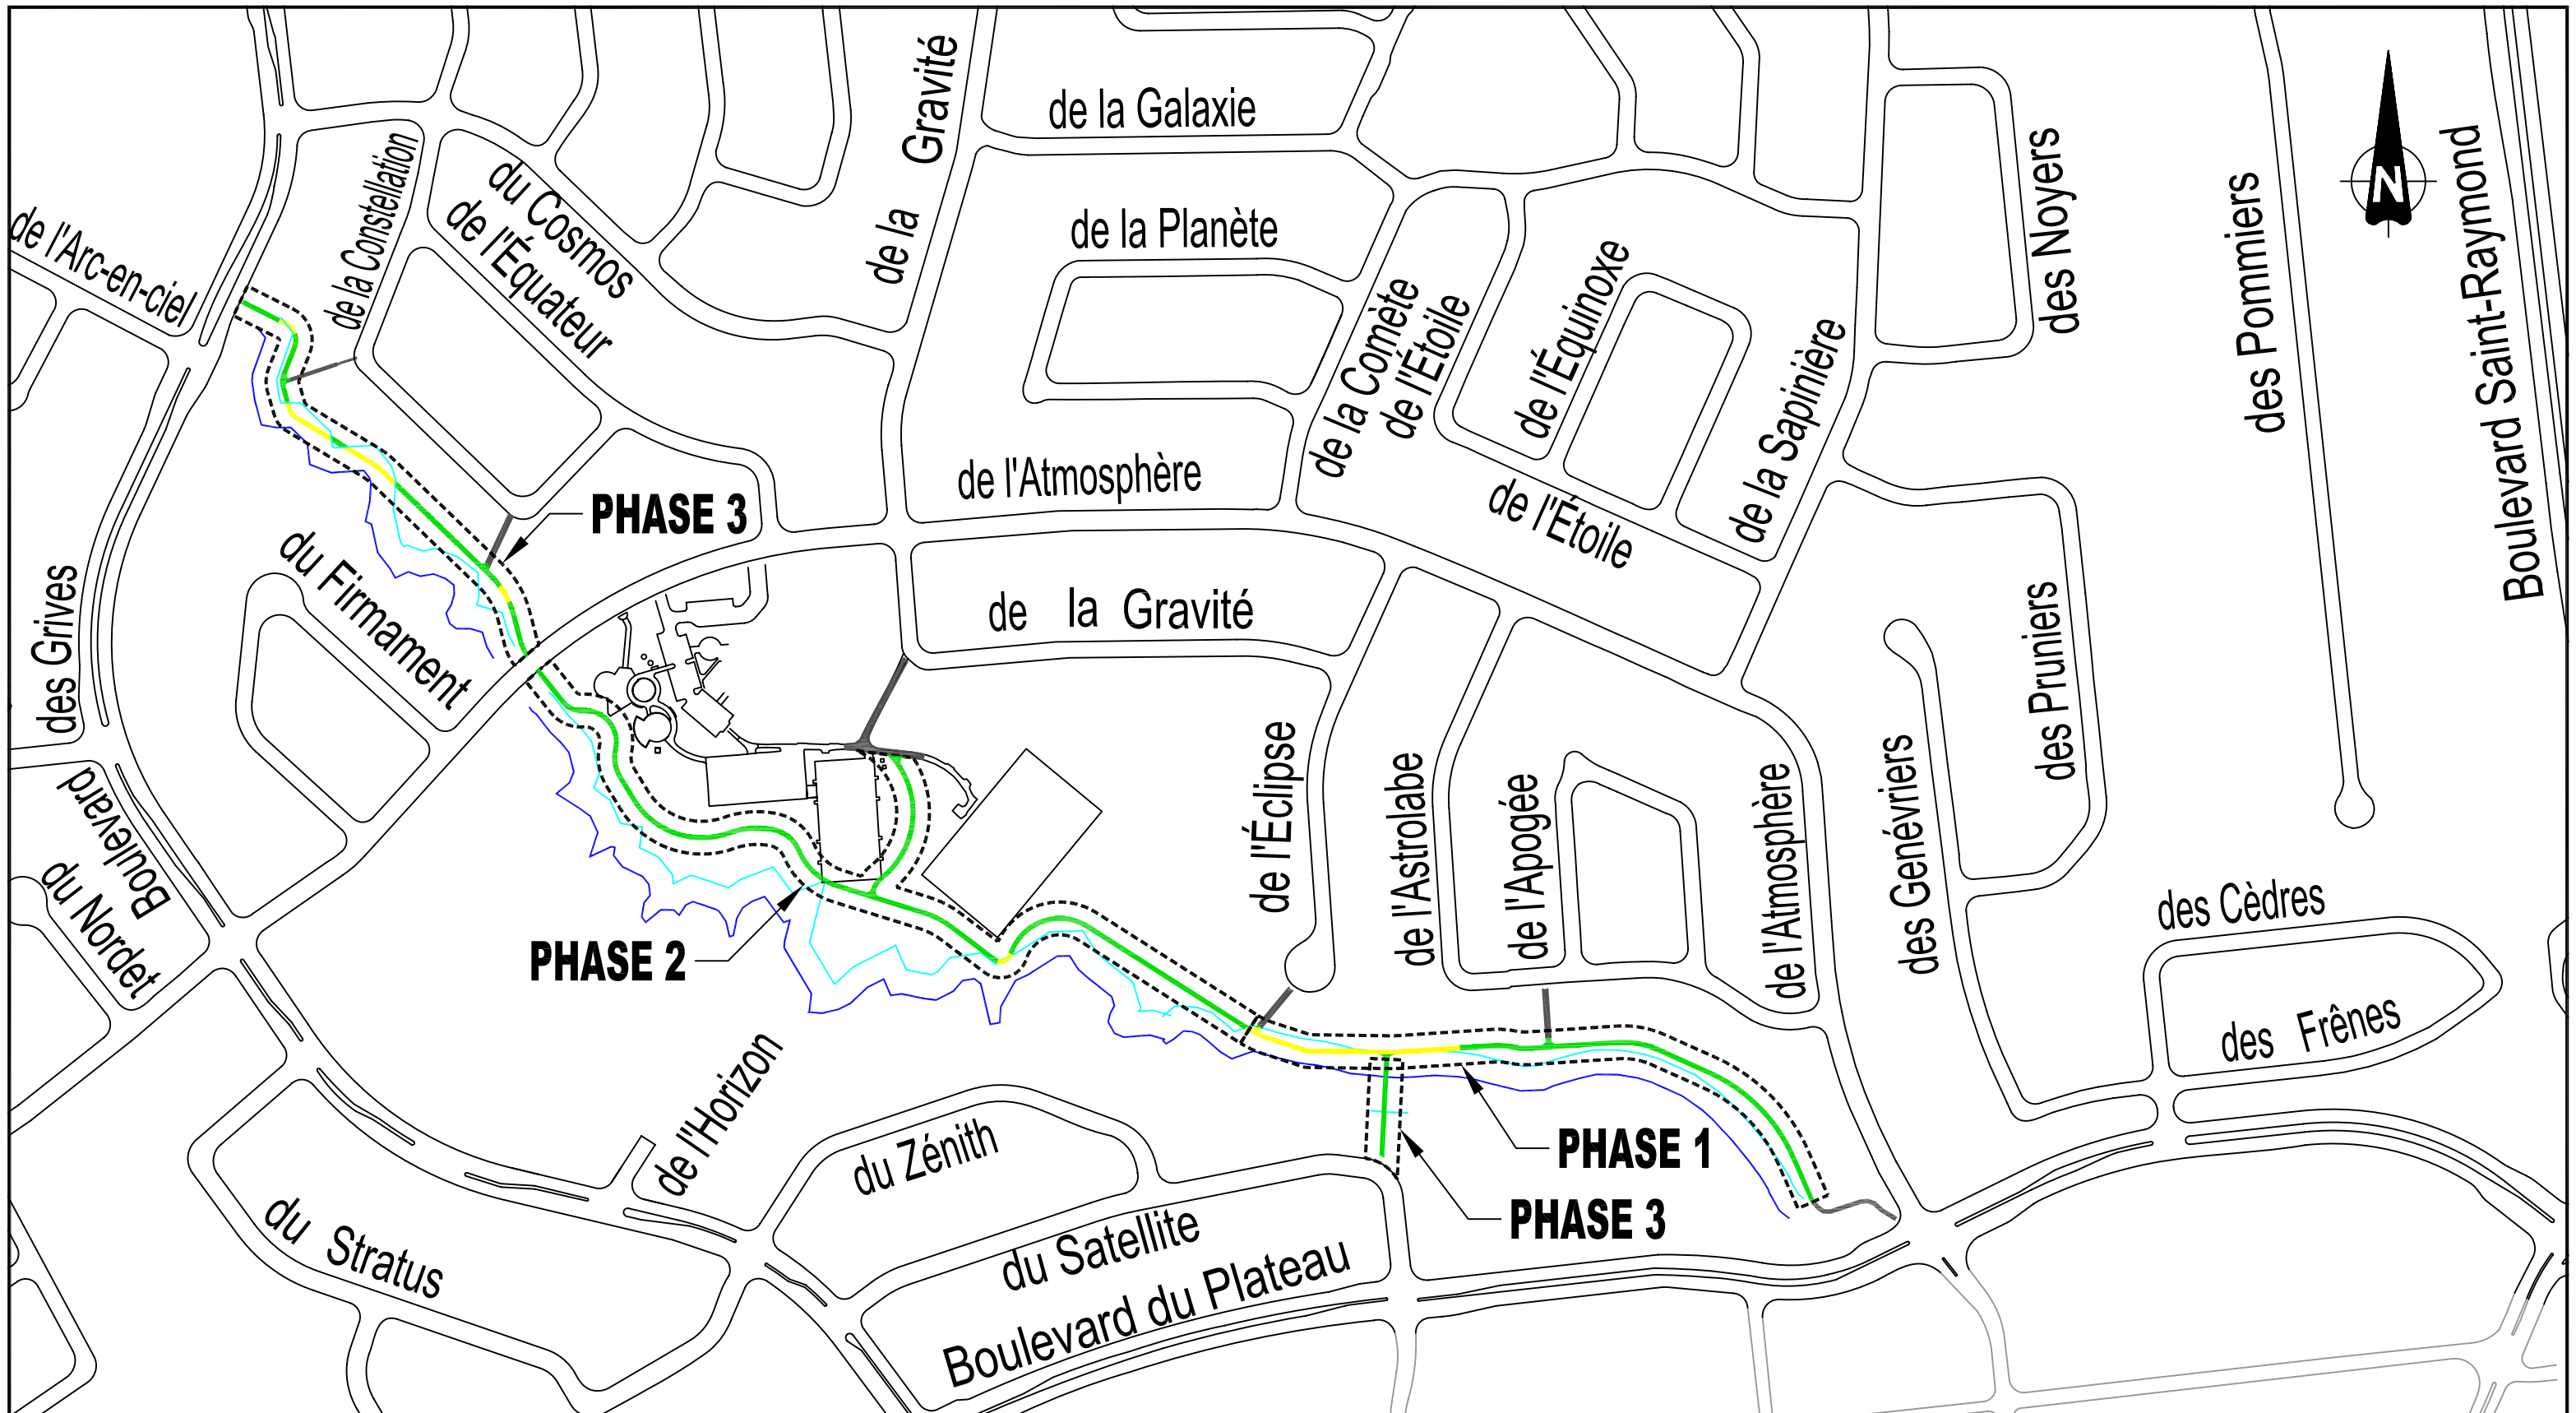 de la Gravité
de la Galaxie
de la Constellation
du Cosmos
de l'Équateur
de l'Arc-en-ciel
de la Planète
de la Comète
de l'Étoile
de l'Équinoxe
de la Sapinière
des Noyers
des Pommiers
N
Boulevard Saint-Raymond
de l'Atmosphère
PHASE 3
de l'Étoile
du Firmament
des Grives
de la Gravité
des Pruniers
Boulevard
du Nordet
PHASE 2
de l'Éclipse
de l'Astrolabe
de l'Apogée
de l'Atmosphère
des Genévriers
des Cèdres
des Frênes
de l'Horizon
du Zénith
PHASE 1
PHASE 3
du Stratus
du Satellite
Boulevard du Plateau